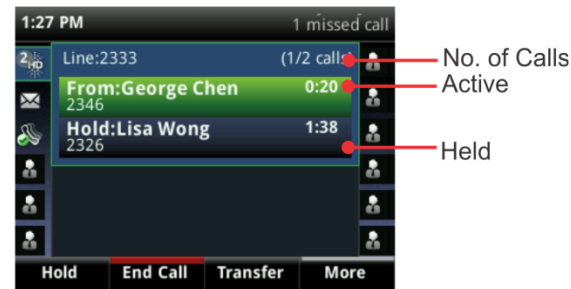 1:27 PM 1 missed call
2 HD Line:2333 (1/2 calls) No. of Calls
From:George Chen 0:20 Active
2346
Hold:Lisa Wong 1:38
2326 Held
Hold End Call Transfer More